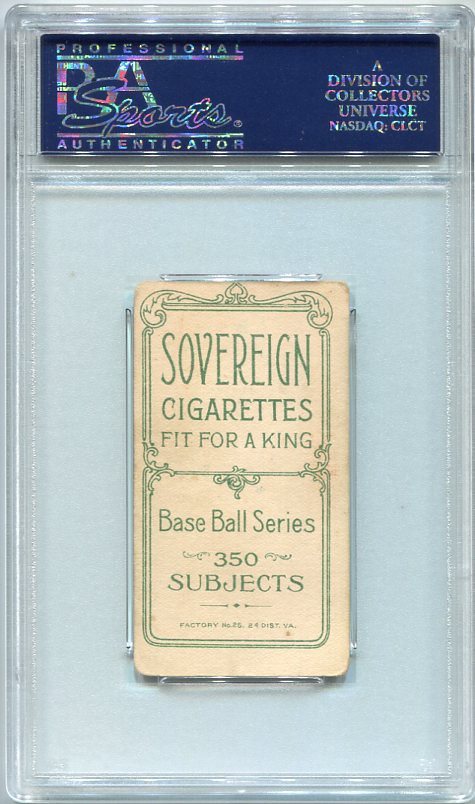 PROFESSIONAL
PSA
Sports®
AUTHENTICATOR
A
DIVISION OF
COLLECTORS
UNIVERSE
NASDAQ: CLCT
SOVEREIGN
CIGARETTES
FIT FOR A KING
Base Ball Series
350
SUBJECTS
FACTORY No. 25. 2d DIST. VA.